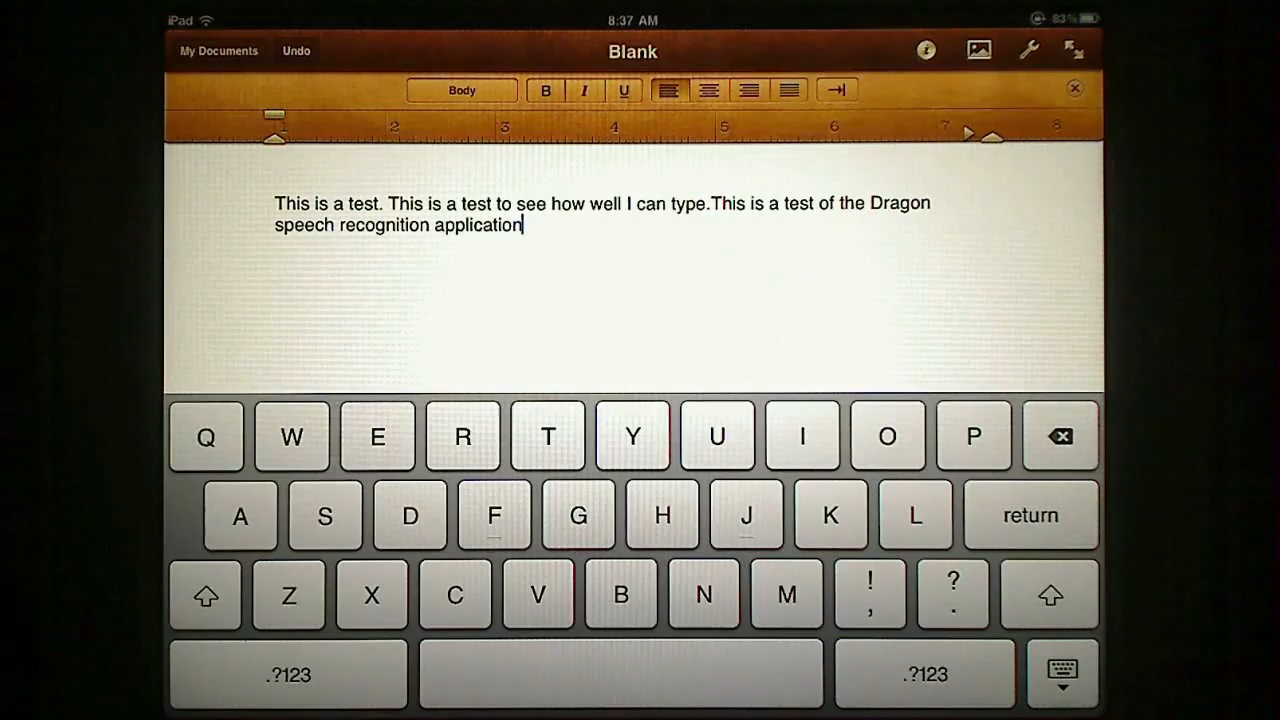 iPad 8:37 AM 83%
My Documents Undo Blank
Body B I U
1 2 3 4 5 6 7 8
This is a test. This is a test to see how well I can type.This is a test of the Dragon
speech recognition application
Q W E R T Y U I O P
A S D F G H J K L return
Z X C V B N M ! , ? .
.?123 .?123